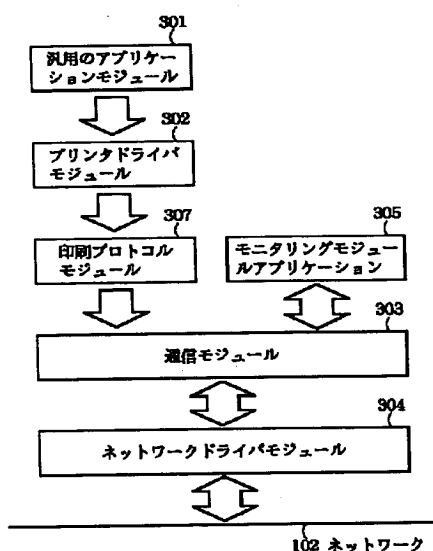 301
汎用のアプリケー
ションモジュール
302
プリンタドライバ
モジュール
307
印刷プロトコル
モジュール
305
モニタリングモジュー
ルアプリケーション
303
通信モジュール
304
ネットワークドライバモジュール
102 ネットワーク